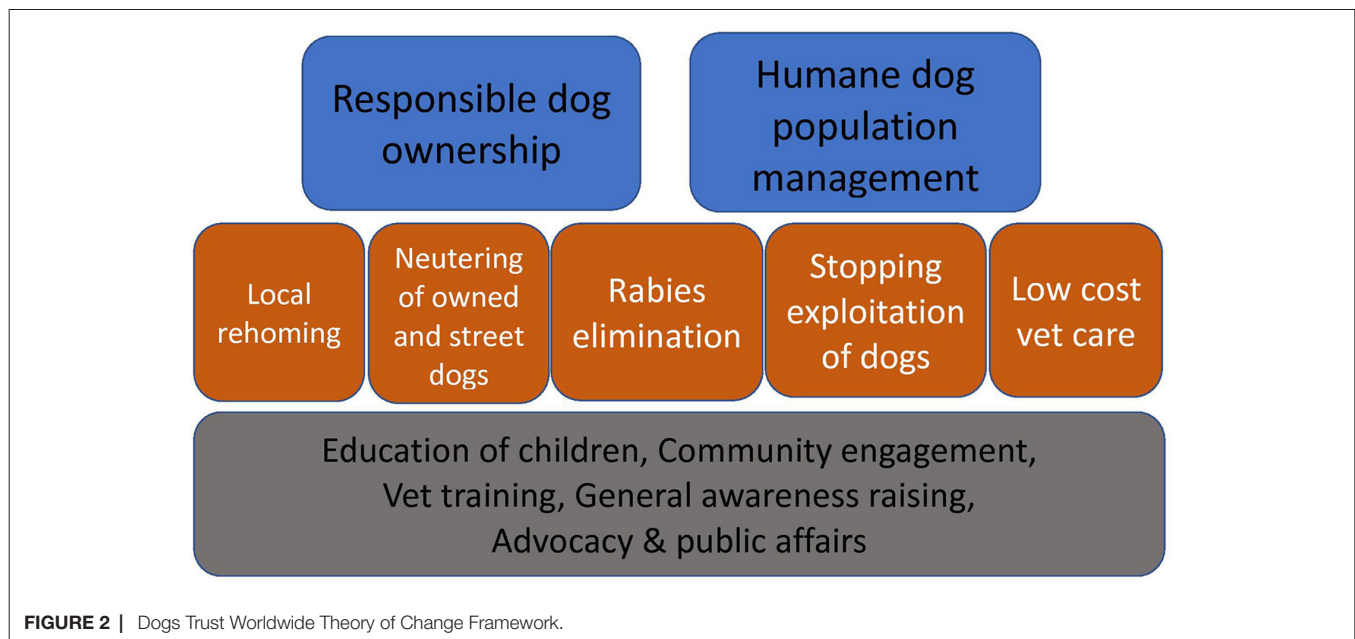 Responsible dog
ownership
Humane dog
population
management
Local
rehoming
Neutering
of owned
and street
dogs
Rabies
elimination
Stopping
exploitation
of dogs
Low cost
vet care
Education of children, Community engagement,
Vet training, General awareness raising,
Advocacy & public affairs
FIGURE 2 | Dogs Trust Worldwide Theory of Change Framework.